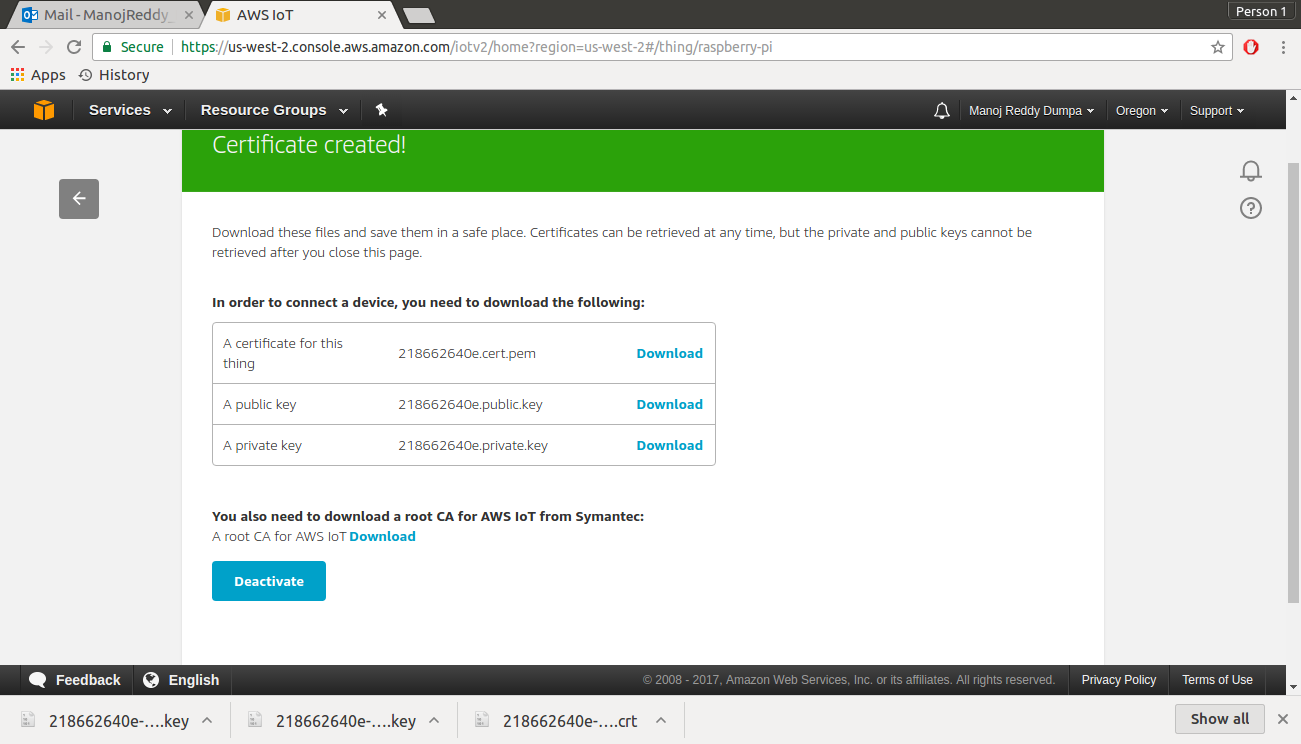 Person 1
Mail - ManojReddy_
AWS IoT
Secure https://us-west-2.console.aws.amazon.com/iotv2/home?region=us-west-2#/thing/raspberry-pi
Apps History
Services Resource Groups Manoj Reddy Dumpa Oregon Support
Certificate created!
Download these files and save them in a safe place. Certificates can be retrieved at any time, but the private and public keys cannot be
retrieved after you close this page.
In order to connect a device, you need to download the following:
A certificate for this
thing
218662640e.cert.pem Download
A public key 218662640e.public.key Download
A private key 218662640e.private.key Download
You also need to download a root CA for AWS IoT from Symantec:
A root CA for AWS IoT Download
Deactivate
Feedback English © 2008 - 2017, Amazon Web Services, Inc. or its affiliates. All rights reserved. Privacy Policy Terms of Use
218662640e-....key 218662640e-....key 218662640e-....crt Show all